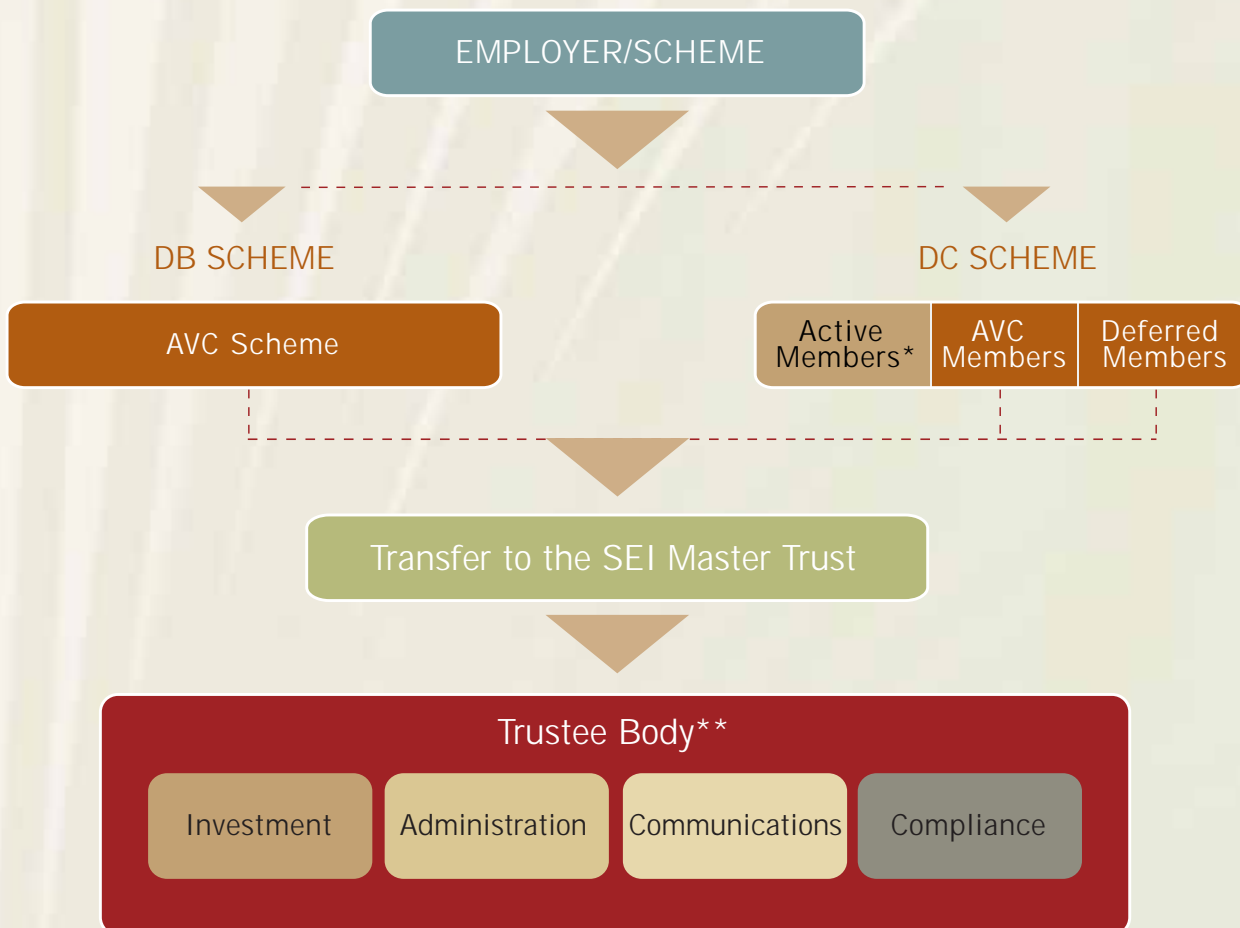 EMPLOYER/SCHEME
DB SCHEME
DC SCHEME
AVC Scheme
Active
Members*
AVC
Members
Deferred
Members
Transfer to the SEI Master Trust
Trustee Body**
Investment
Administration
Communications
Compliance